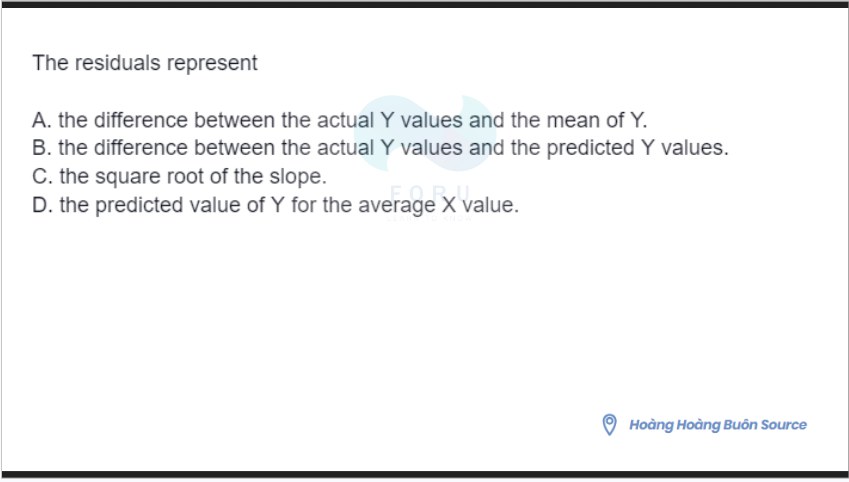 The residuals represent
A. the difference between the actual Y values and the mean of Y.
B. the difference between the actual Y values and the predicted Y values.
C. the square root of the slope.
FORU
D. the predicted value of Y for the average X value.
Hoàng Hoàng Buôn Source